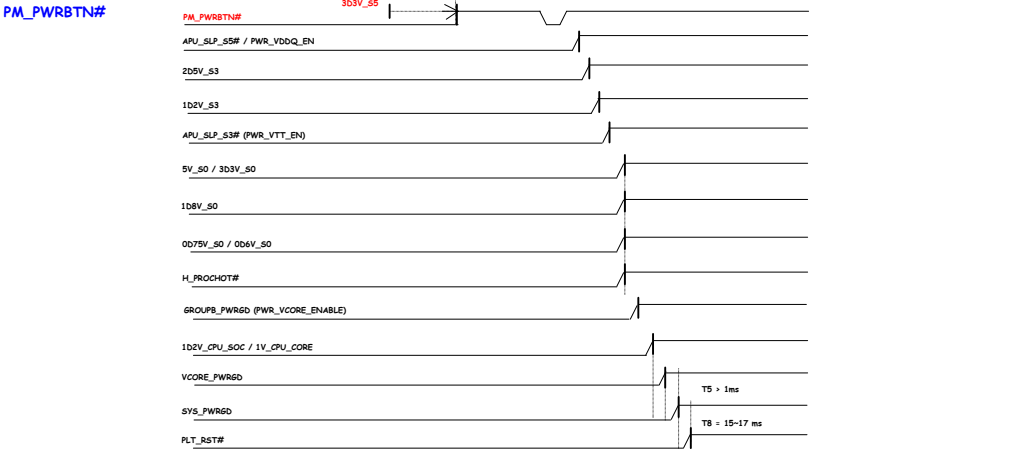 3D3V_S5
PM_PWRBTN#
PM_PWRBTN#
APU_SLP_S5# / PWR_VDDQ_EN
2D5V_S3
1D2V_S3
APU_SLP_S3# (PWR_VTT_EN)
5V_S0 / 3D3V_S0
1D8V_S0
0D75V_S0 / 0D6V_S0
H_PROCHOT#
GROUPB_PWRGD (PWR_VCORE_ENABLE)
1D2V_CPU_SOC / 1V_CPU_CORE
VCORE_PWRGD
T5 > 1ms
SYS_PWRGD
T8 = 15~17 ms
PLT_RST#